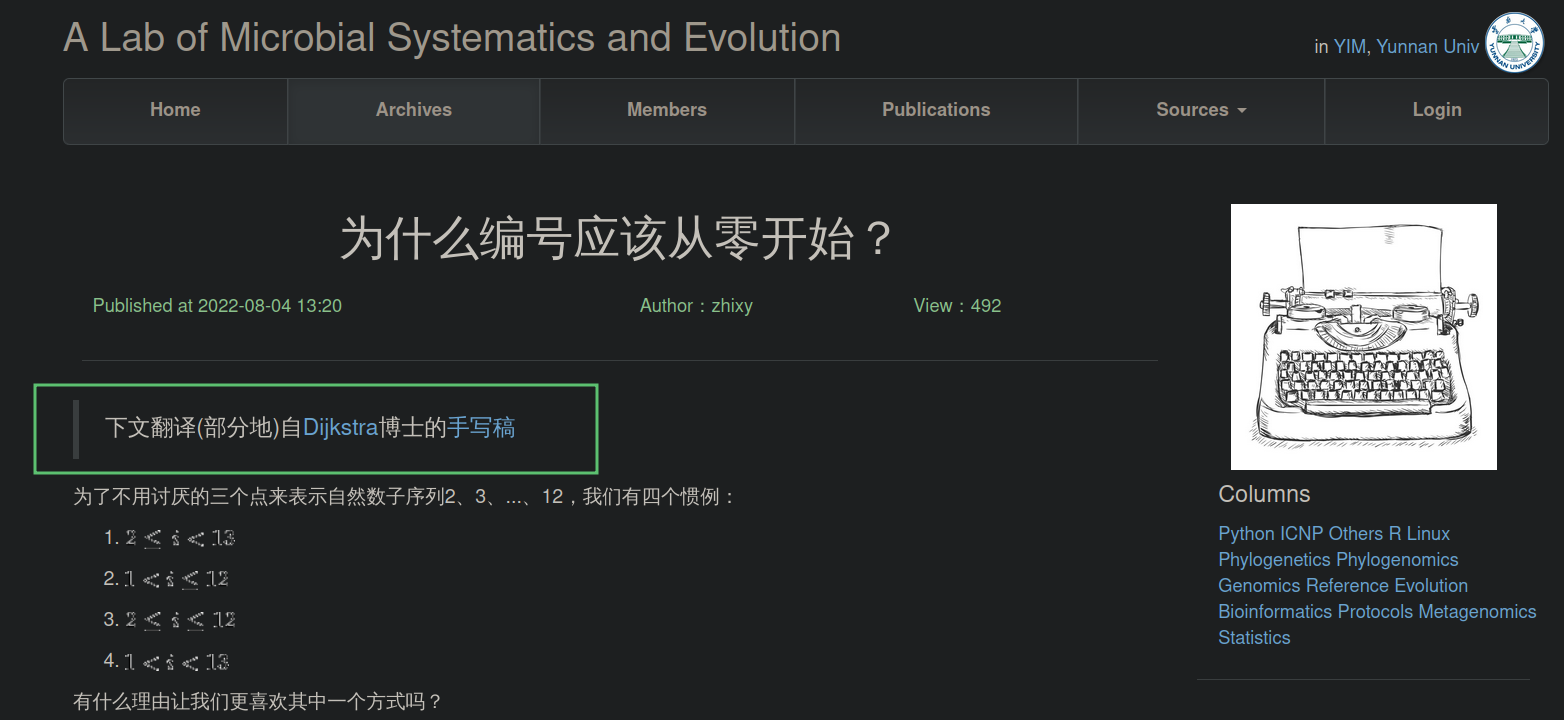 A Lab of Microbial Systematics and Evolution
in YIM, Yunnan Univ
YUNNAN UNIVERSITY
Home Archives Members Publications Sources Login
为什么编号应该从零开始？
Published at 2022-08-04 13:20 Author：zhixy View：492
下文翻译(部分地)自Dijkstra博士的手写稿
为了不用讨厌的三个点来表示自然数子序列2、3、...、12，我们有四个惯例：
1. 2 ≤ i < 13
2. 1 < i ≤ 12
3. 2 ≤ i ≤ 12
4. 1 < i < 13
有什么理由让我们更喜欢其中一个方式吗？
Columns
Python ICNP Others R Linux
Phylogenetics Phylogenomics
Genomics Reference Evolution
Bioinformatics Protocols Metagenomics
Statistics